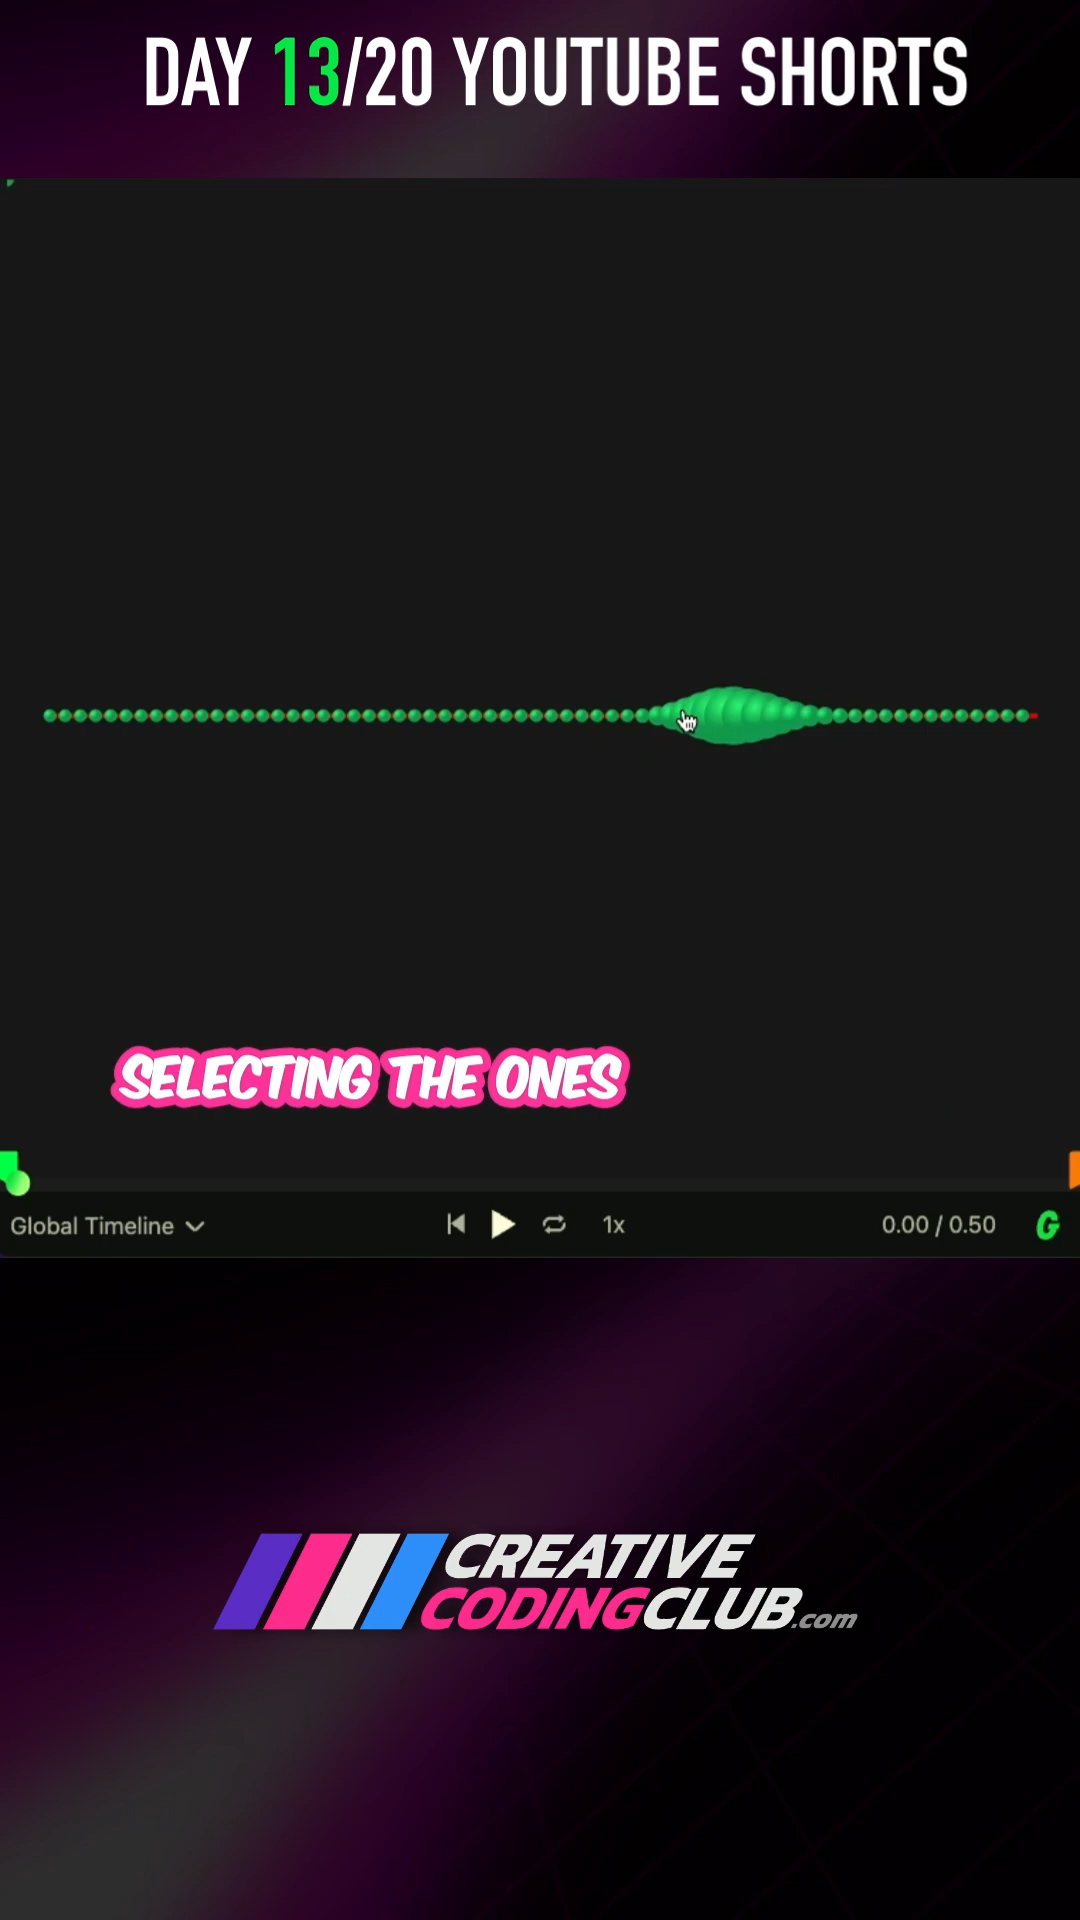 DAY 13/20 YOUTUBE SHORTS
SELECTING THE ONES
Global Timeline
1x
0.00 / 0.50
G
CREATIVE
CODINGCLUB.com